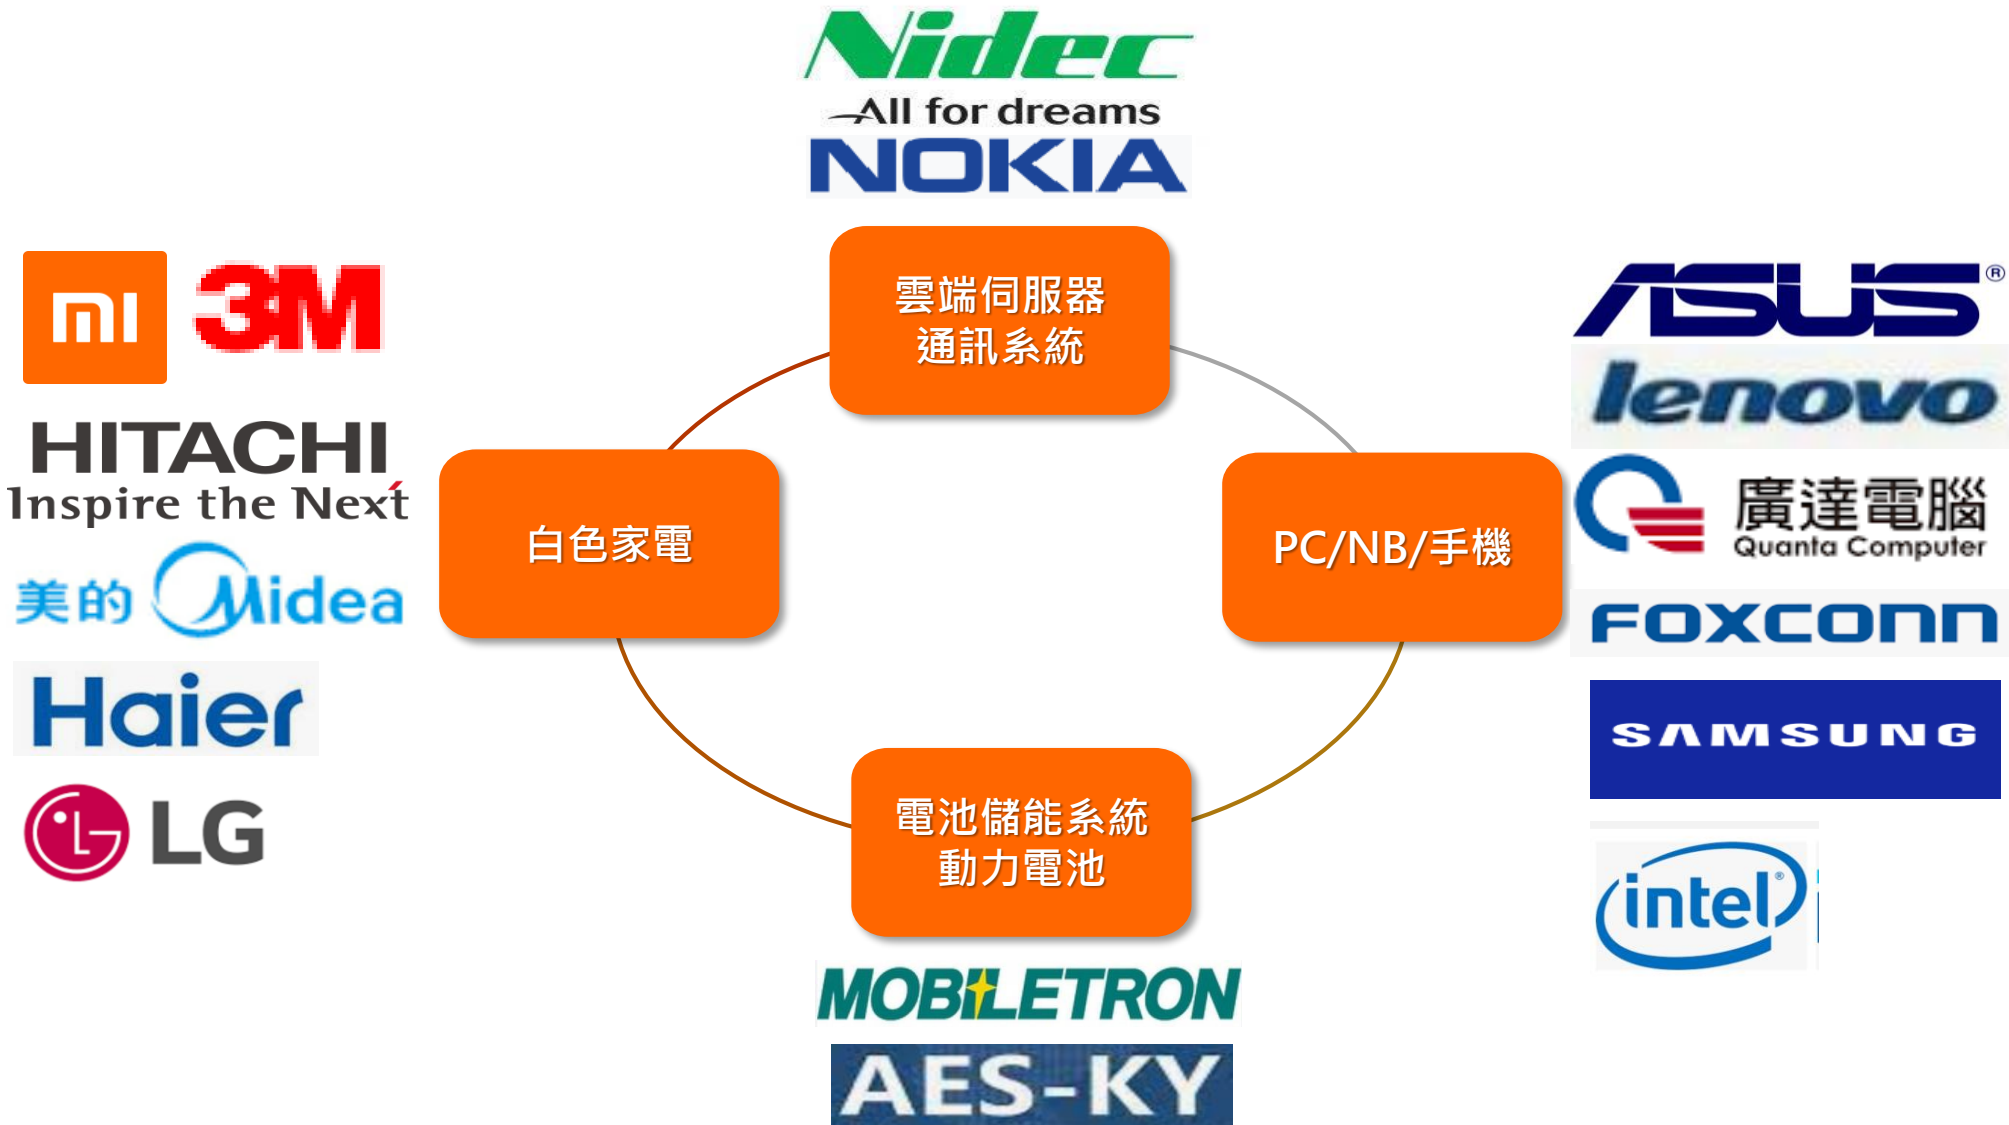 Nidec
All for dreams
NOKIA
雲端伺服器
通訊系統
mi 3M
HITACHI
Inspire the Next
美的 Midea
Haier
LG
白色家電
PC/NB/手機
ASUS®
lenovo
廣達電腦
Quanta Computer
FOXCONN
SAMSUNG
intel®
電池儲能系統
動力電池
MOBILETRON
AES-KY